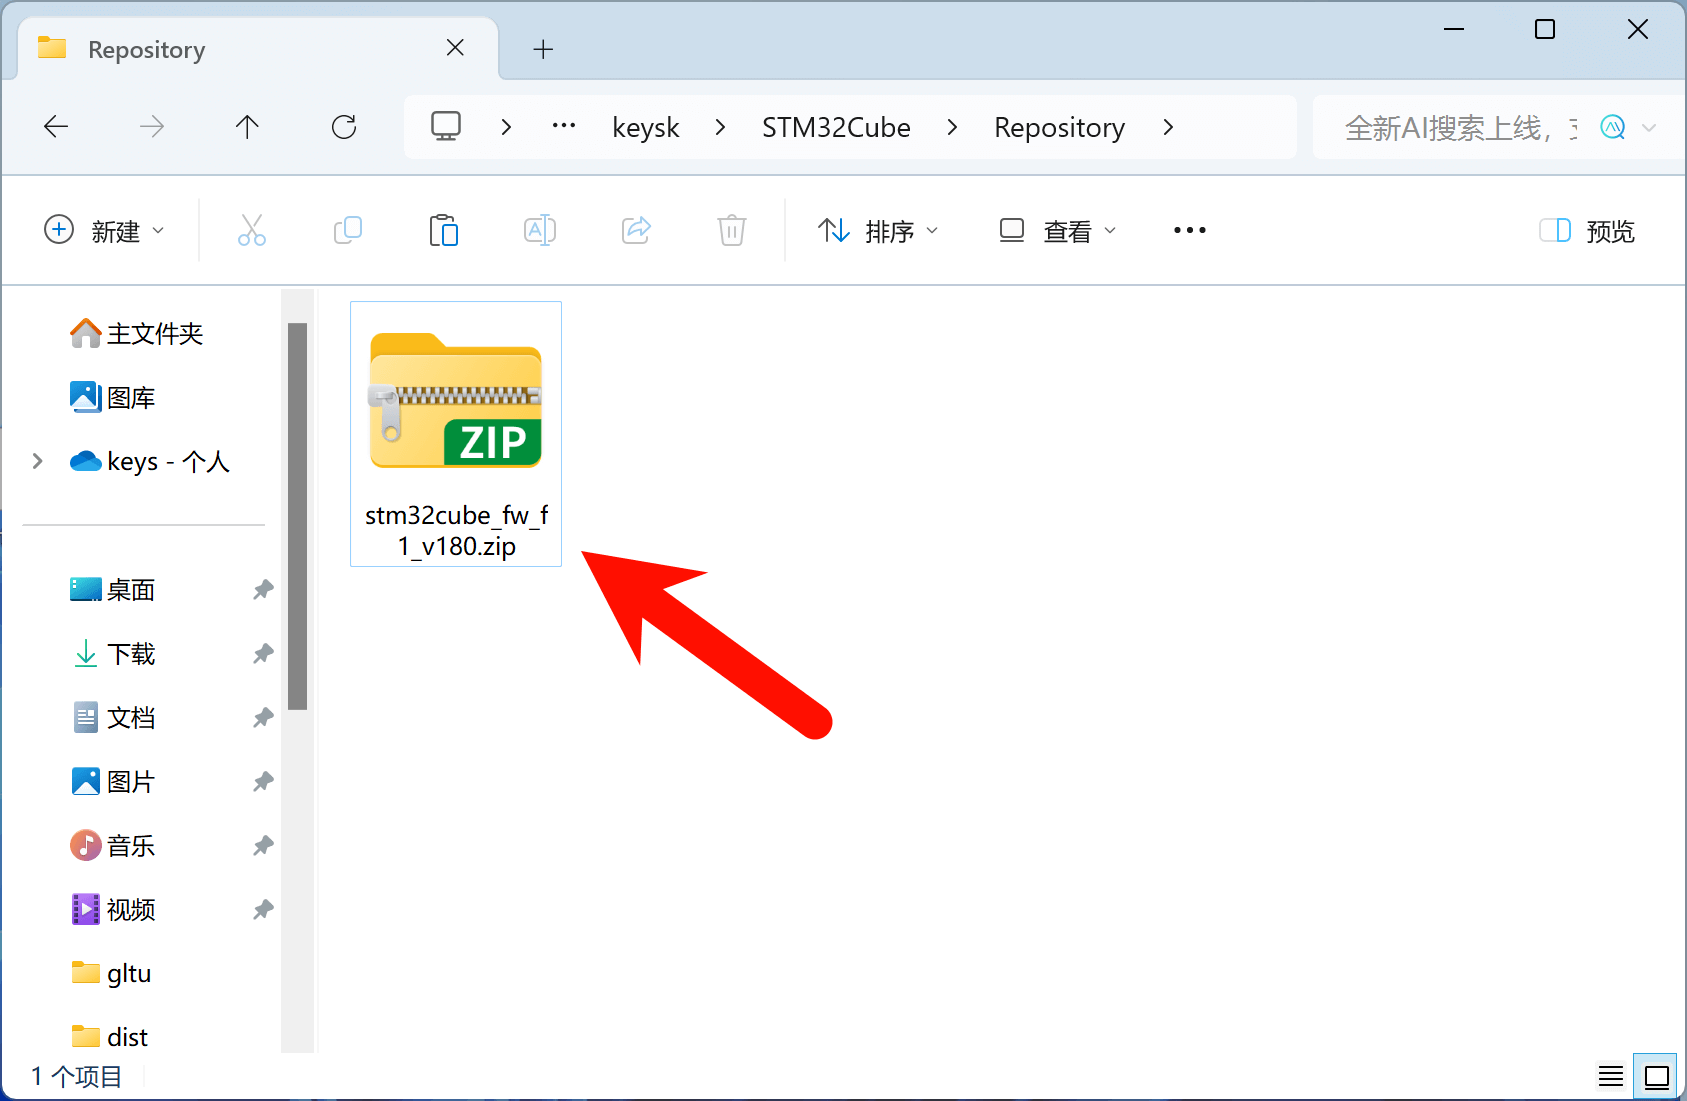 Repository
keysk
STM32Cube
Repository
全新AI搜索上线，
新建
排序
查看
预览
主文件夹
图库
keys - 个人
桌面
下载
文档
图片
音乐
视频
gltu
dist
ZIP
stm32cube_fw_f
1_v180.zip
1 个项目